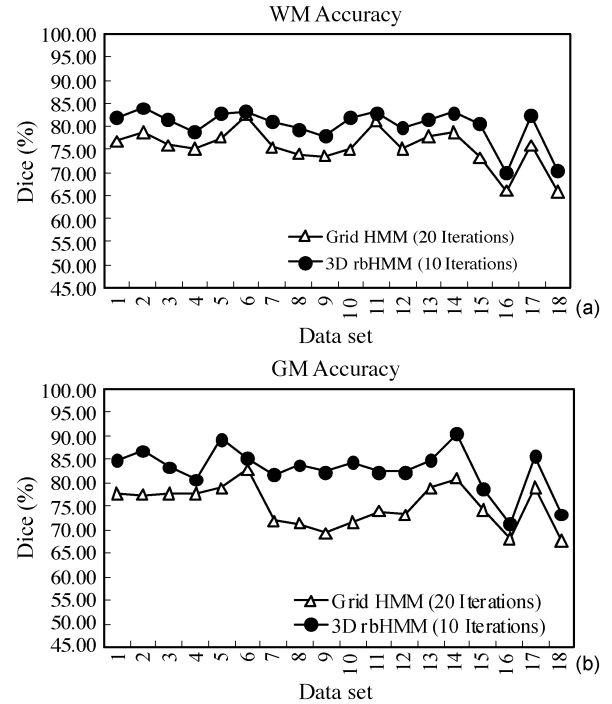 WM Accuracy
100.00
95.00
90.00
85.00
80.00
75.00
70.00
65.00
60.00
55.00
50.00
45.00
Dice (%)
Grid HMM (20 Iterations)
3D rbHMM (10 Iterations)
1 2 3 4 5 6 7 8 9 10 11 12 13 14 15 16 17 18
(a)
Data set
GM Accuracy
100.00
95.00
90.00
85.00
80.00
75.00
70.00
65.00
60.00
55.00
50.00
45.00
Dice (%)
Grid HMM (20 Iterations)
3D rbHMM (10 Iterations)
1 2 3 4 5 6 7 8 9 10 11 12 13 14 15 16 17 18
(b)
Data set